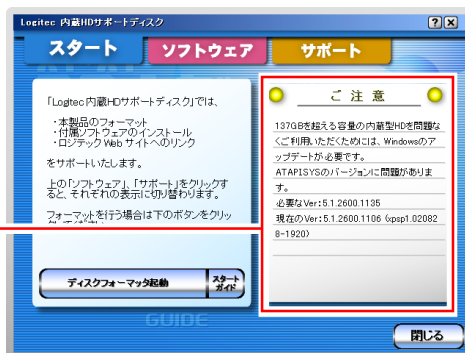 Logitec 内蔵HDサポートディスク
スタート
ソフトウェア
サポート
「Logitec内蔵HDサポートディスク」では、
・本製品のフォーマット
・付属ソフトウェアのインストール
・ロジテック Web サイトへのリンク
をサポートいたします。
上の「ソフトウェア」、「サポート」をクリックす
ると、それぞれの表示に切り替わります。
フォーマットを行う場合は下のボタンをクリッ
ディスクフォーマッタ起動
スタート
ガイド
ご注意
137GBを超える容量の内蔵型HDを問題な
くご利用いただくためには、Windowsのア
ップデートが必要です。
ATAPI.SYSのバージョンに問題がありま
す。
必要なVer:5.1.2600.1135
現在のVer:5.1.2600.1106 (xpsp1.02082
8-1920)
GUIDE
閉じる